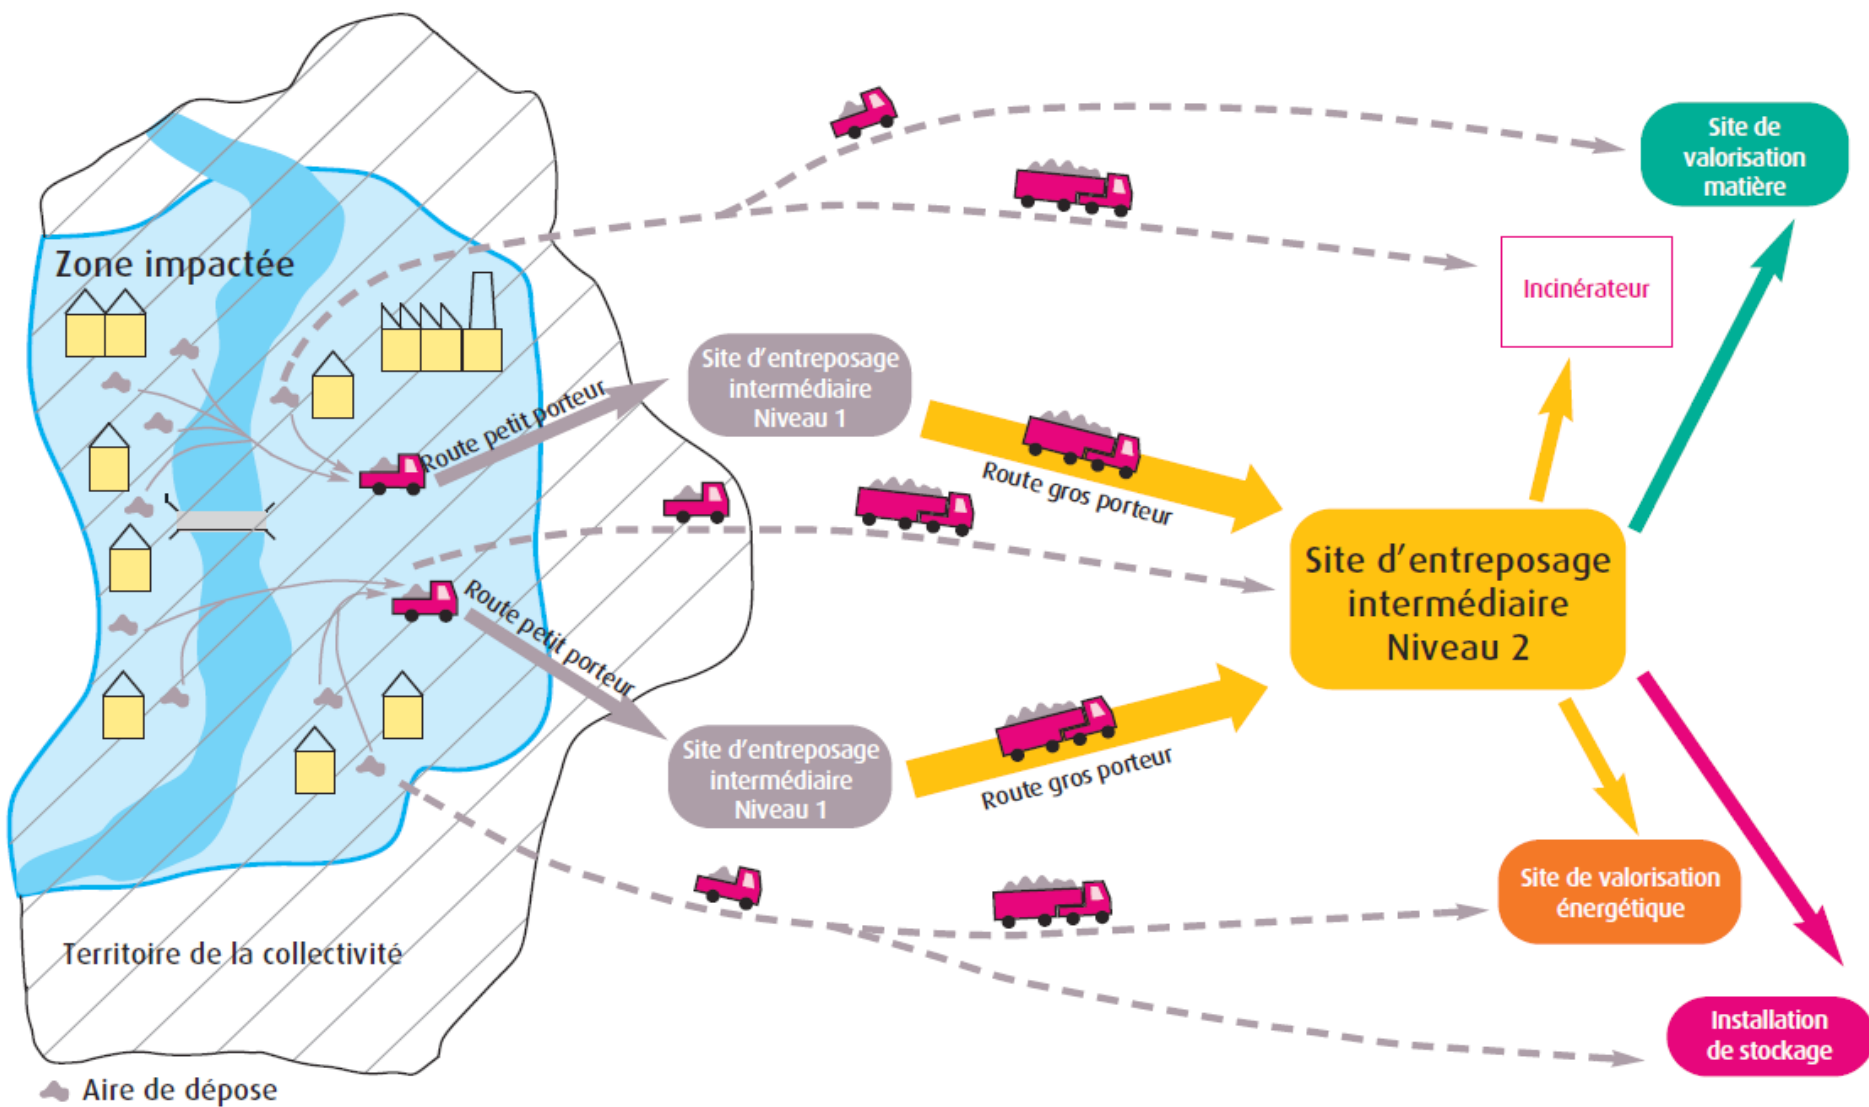 Zone impactée
Territoire de la collectivité
Aire de dépose
Route petit porteur
Route petit porteur
Site d'entreposage
intermédiaire
Niveau 1
Site d'entreposage
intermédiaire
Niveau 1
Route gros porteur
Route gros porteur
Site d'entreposage
intermédiaire
Niveau 2
Site de
valorisation
matière
Incinérateur
Site de valorisation
énergétique
Installation
de stockage